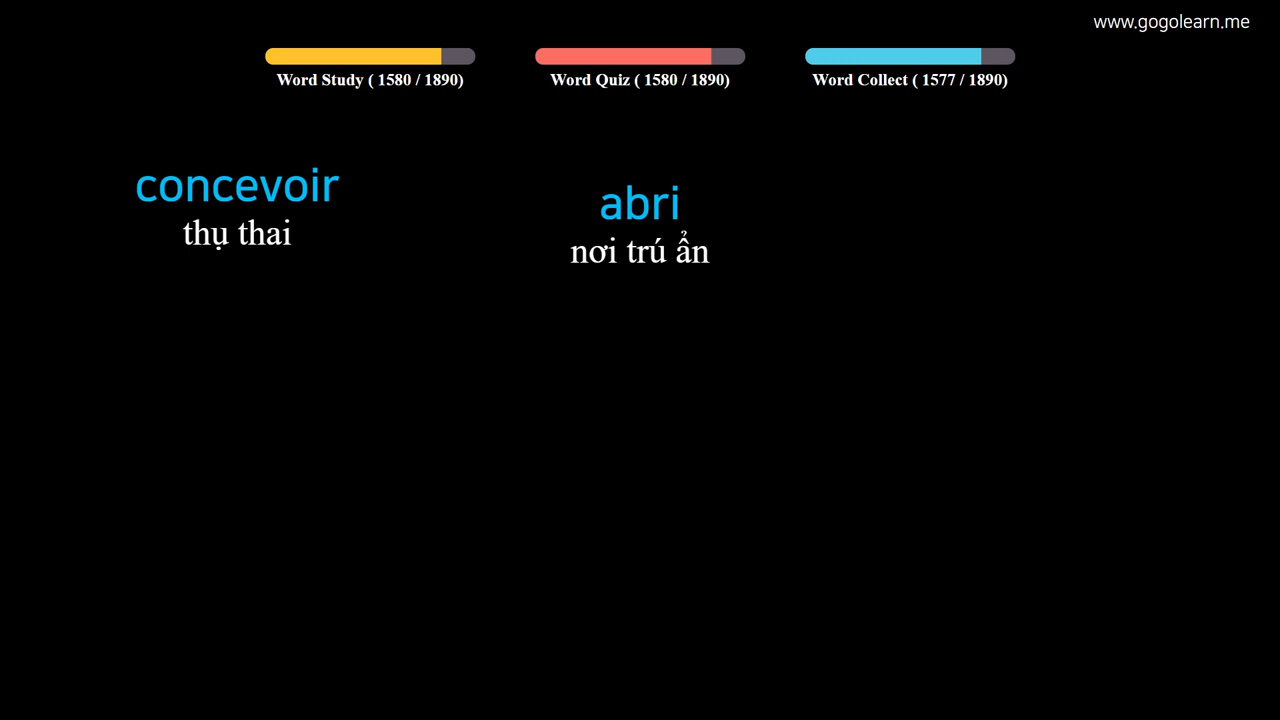 www.gogolearn.me
Word Study ( 1580 / 1890)
Word Quiz ( 1580 / 1890)
Word Collect ( 1577 / 1890)
concevoir
thụ thai
abri
nơi trú ẩn